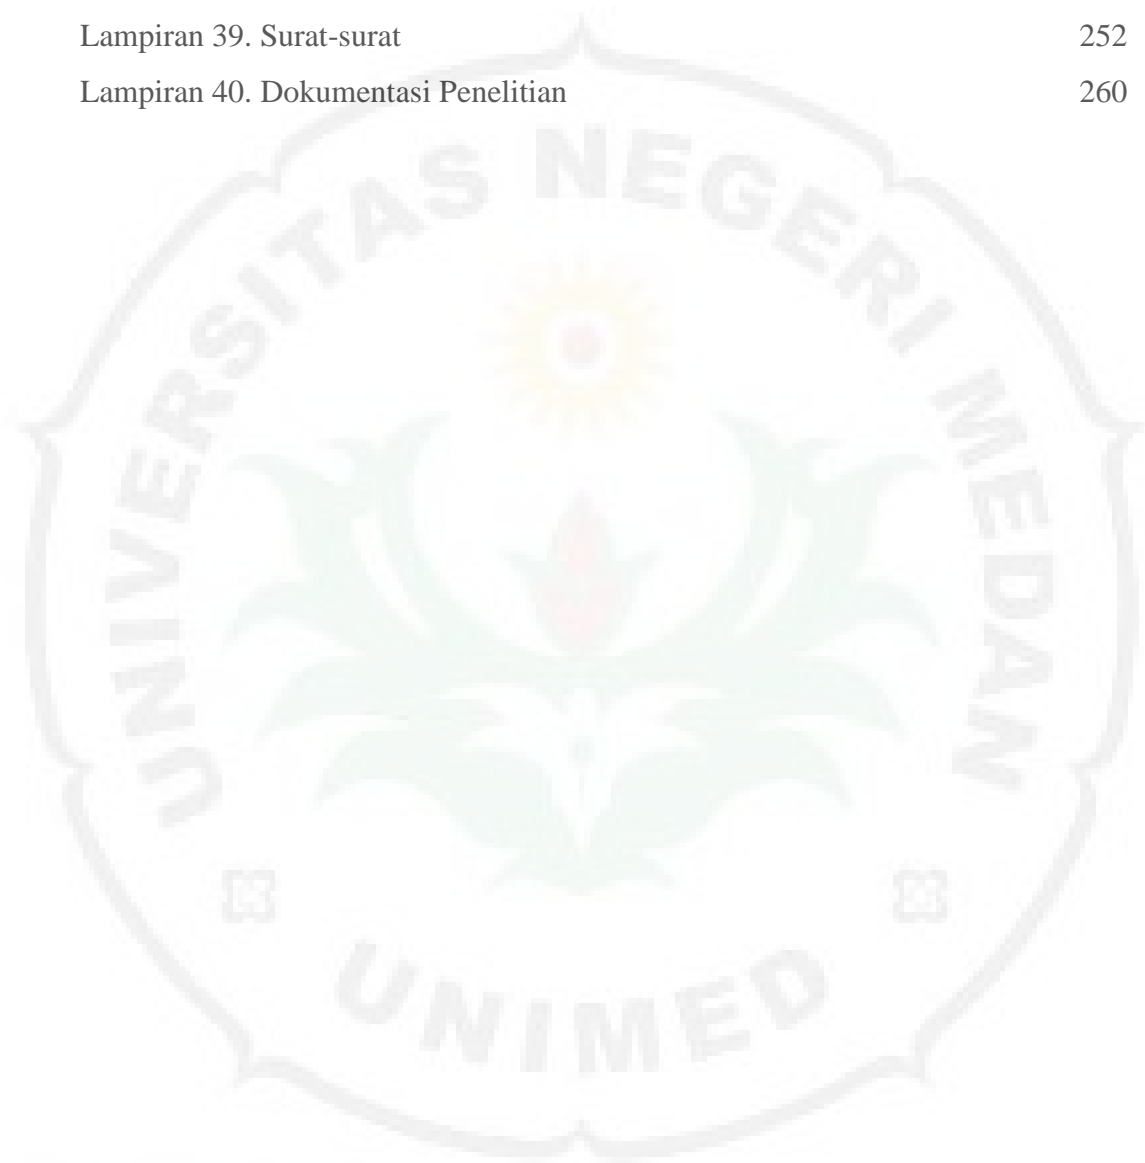 Lampiran 39. Surat-surat 252
Lampiran 40. Dokumentasi Penelitian 260
UNIVERSITAS NEGERI MEDAN
UNIMED